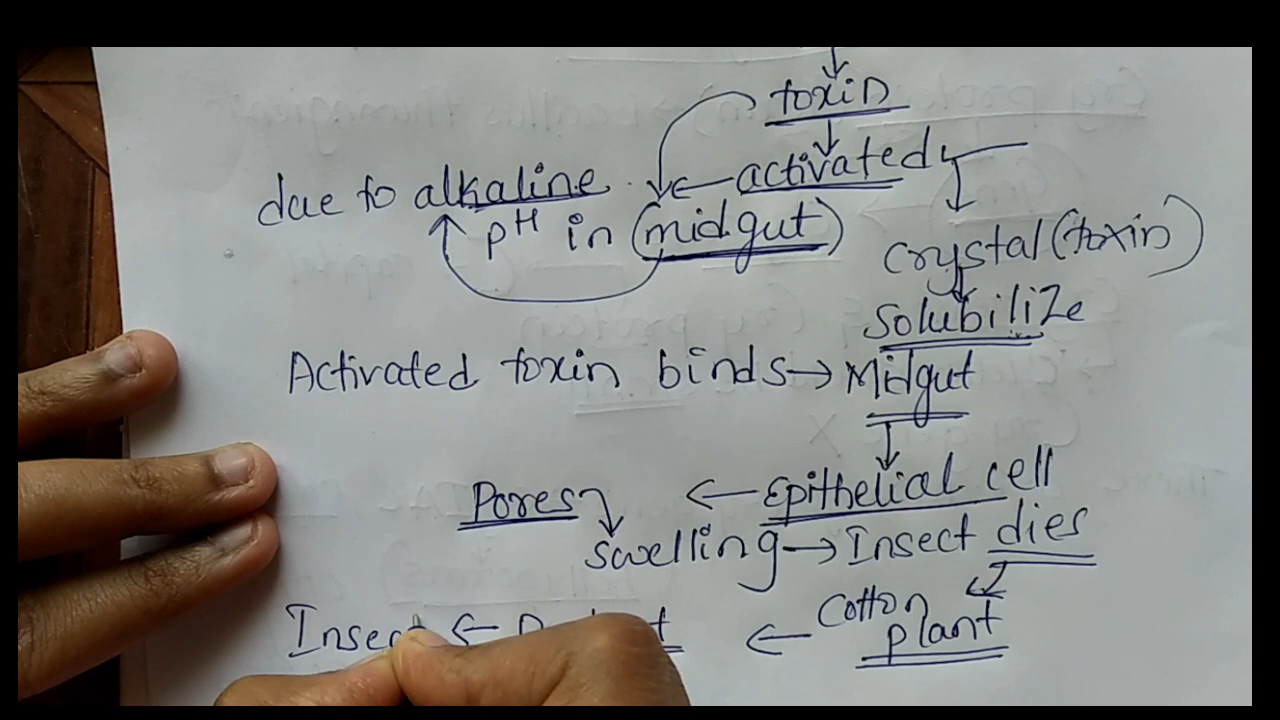 toxin
activated
due to alkaline
pH in (midgut)
crystal (toxin)
solubilize
Activated toxin binds → Midgut
Pores ← Epithelial cell
swelling → Insect dies
Cotton
Insect ← ← plant